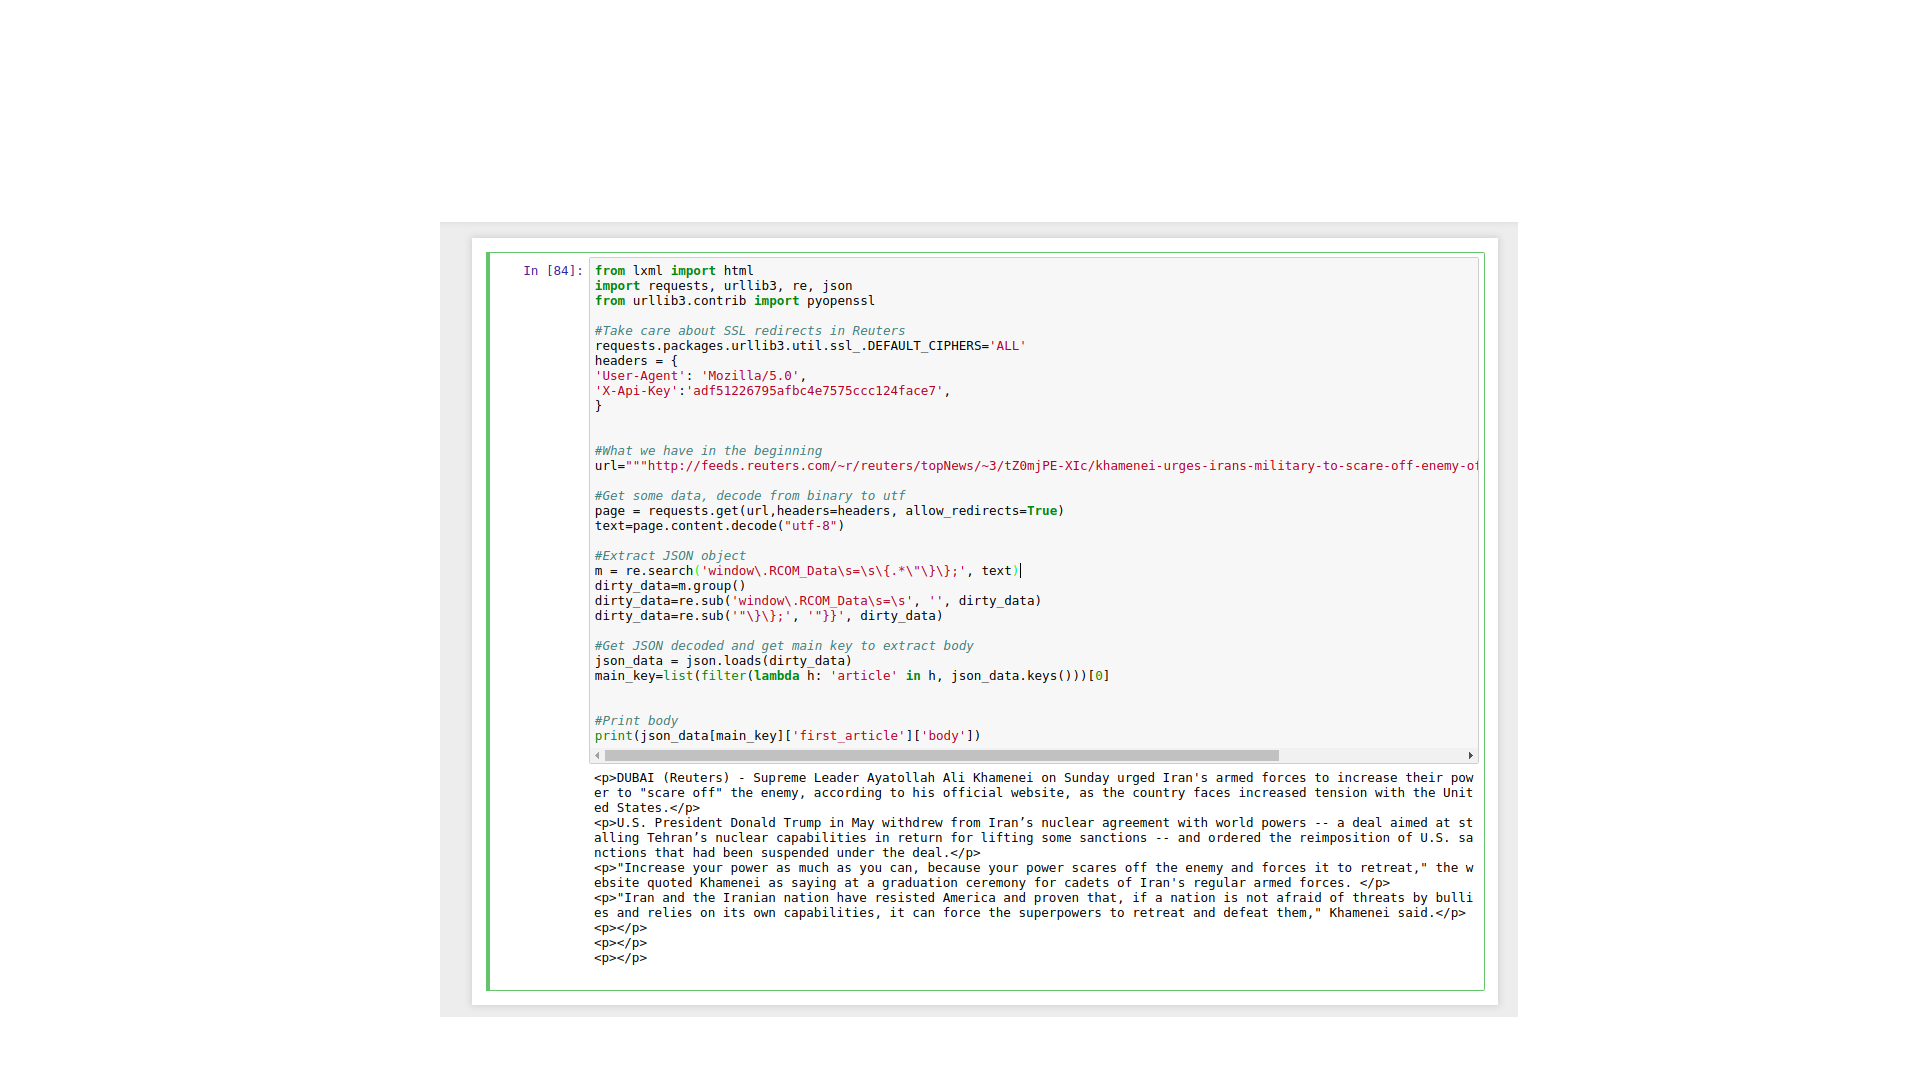 In [84]:
from lxml import html
import requests, urllib3, re, json
from urllib3.contrib import pyopenssl
#Take care about SSL redirects in Reuters
requests.packages.urllib3.util.ssl_.DEFAULT_CIPHERS='ALL'
headers = {
'User-Agent': 'Mozilla/5.0',
'X-Api-Key':'adf51226795afbc4e7575ccc124face7',
}
#What we have in the beginning
url="""http://feeds.reuters.com/~r/reuters/topNews/~3/tZ0mjPE-XIc/khamenei-urges-irans-military-to-scare-off-enemy-of
#Get some data, decode from binary to utf
page = requests.get(url,headers=headers, allow_redirects=True)
text=page.content.decode("utf-8")
#Extract JSON object
m = re.search('window\.RCOM_Data\s=\s\{.*\"\}\};', text)
dirty_data=m.group()
dirty_data=re.sub('window\.RCOM_Data\s=\s', '', dirty_data)
dirty_data=re.sub('"\}\};', '"}}', dirty_data)
#Get JSON decoded and get main key to extract body
json_data = json.loads(dirty_data)
main_key=list(filter(lambda h: 'article' in h, json_data.keys()))[0]
#Print body
print(json_data[main_key]['first_article']['body'])
<p>DUBAI (Reuters) - Supreme Leader Ayatollah Ali Khamenei on Sunday urged Iran's armed forces to increase their pow
er to "scare off" the enemy, according to his official website, as the country faces increased tension with the Unit
ed States.</p>
<p>U.S. President Donald Trump in May withdrew from Iran’s nuclear agreement with world powers -- a deal aimed at st
alling Tehran’s nuclear capabilities in return for lifting some sanctions -- and ordered the reimposition of U.S. sa
nctions that had been suspended under the deal.</p>
<p>"Increase your power as much as you can, because your power scares off the enemy and forces it to retreat," the w
ebsite quoted Khamenei as saying at a graduation ceremony for cadets of Iran's regular armed forces. </p>
<p>"Iran and the Iranian nation have resisted America and proven that, if a nation is not afraid of threats by bulli
es and relies on its own capabilities, it can force the superpowers to retreat and defeat them," Khamenei said.</p>
<p></p>
<p></p>
<p></p>